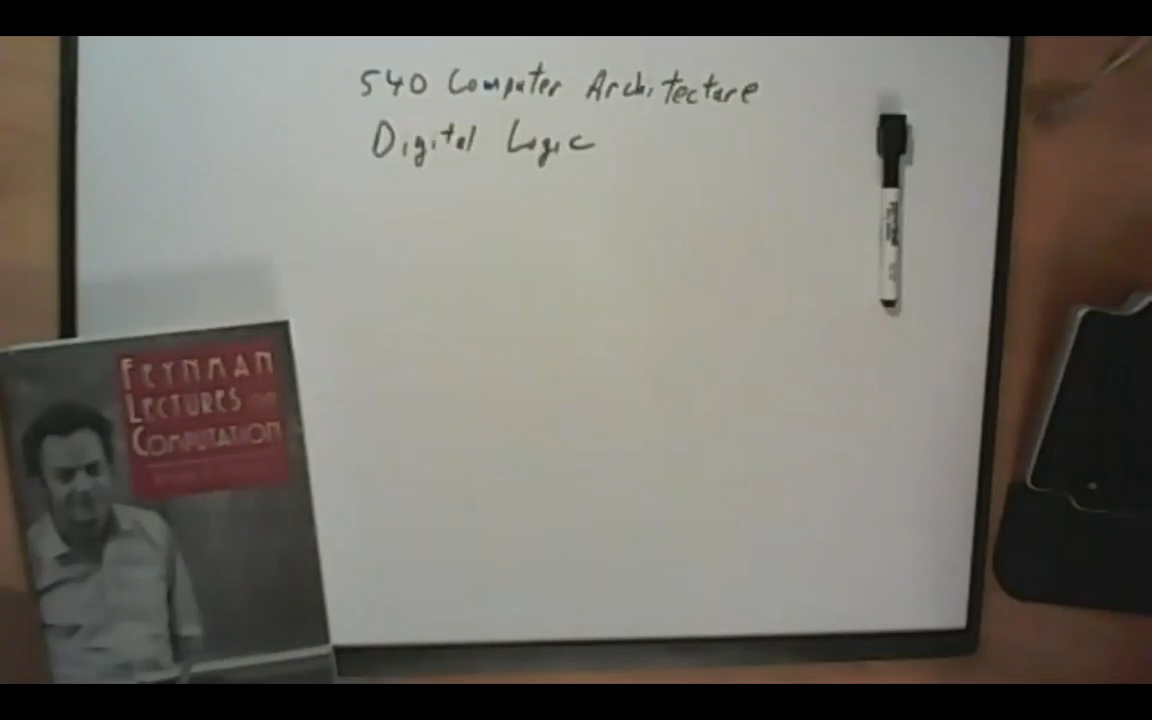 540 Computer Architecture
Digital Logic
FEYNMAN
LECTURES ON
COMPUTATION